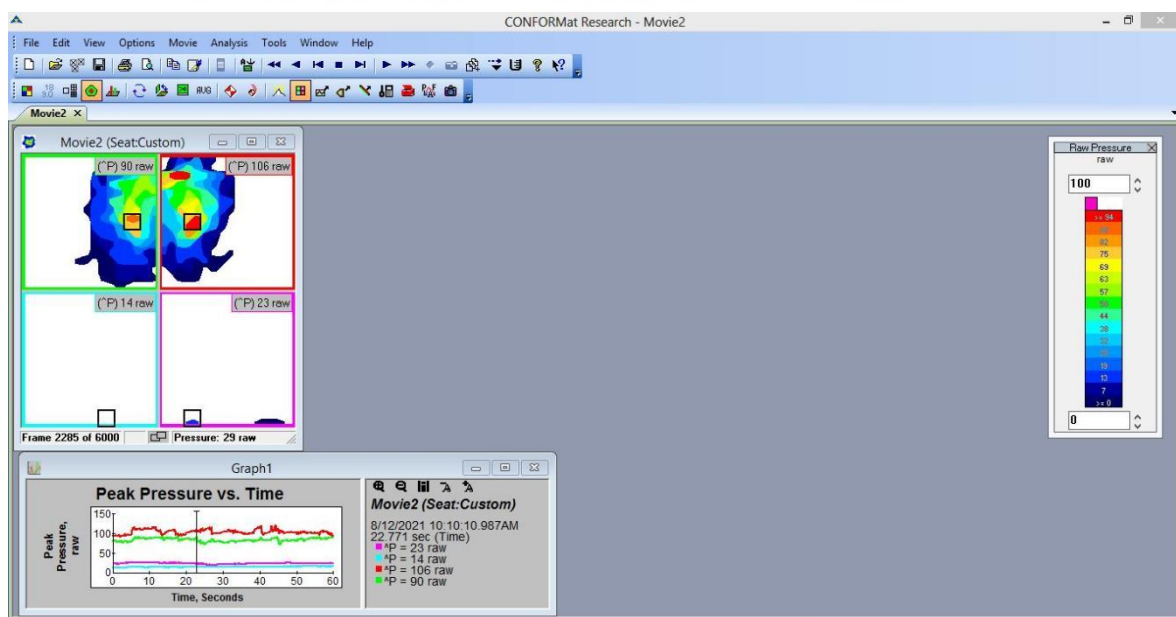 CONFORMat Research - Movie2
File Edit View Options Movie Analysis Tools Window Help
AVG
Movie2
Movie2 (Seat:Custom)
(^P) 90 raw
(^P) 106 raw
(^P) 14 raw
(^P) 23 raw
Frame 2285 of 6000
Pressure: 29 raw
Raw Pressure
raw
100
>= 94
82
75
69
63
57
50
44
38
32
19
13
7
>= 0
0
Graph1
Peak Pressure vs. Time
Peak
Pressure,
raw
150
100
50
0
0 10 20 30 40 50 60
Time, Seconds
Movie2 (Seat:Custom)
8/12/2021 10:10:10.987AM
22.771 sec (Time)
^P = 23 raw
^P = 14 raw
^P = 106 raw
^P = 90 raw